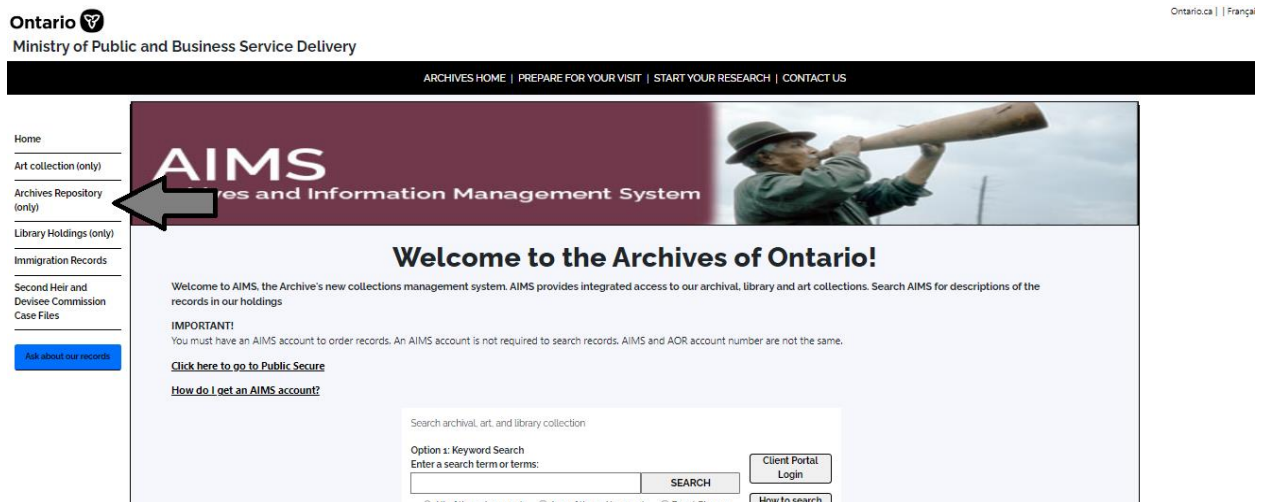 Ontario.ca | | Françai
Ontario
Ministry of Public and Business Service Delivery
ARCHIVES HOME | PREPARE FOR YOUR VISIT | START YOUR RESEARCH | CONTACT US
Home
Art collection (only)
Archives Repository
(only)
Library Holdings (only)
Immigration Records
Second Heir and
Devisee Commission
Case Files
Ask about our records
AIMS
ves and Information Management System
Welcome to the Archives of Ontario!
Welcome to AIMS, the Archive's new collections management system. AIMS provides integrated access to our archival, library and art collections. Search AIMS for descriptions of the
records in our holdings
IMPORTANT!
You must have an AIMS account to order records. An AIMS account is not required to search records. AIMS and AOR account number are not the same.
Click here to go to Public Secure
How do I get an AIMS account?
Search archival, art, and library collection
Option 1: Keyword Search
Enter a search term or terms:
SEARCH
Client Portal
Login
How to search